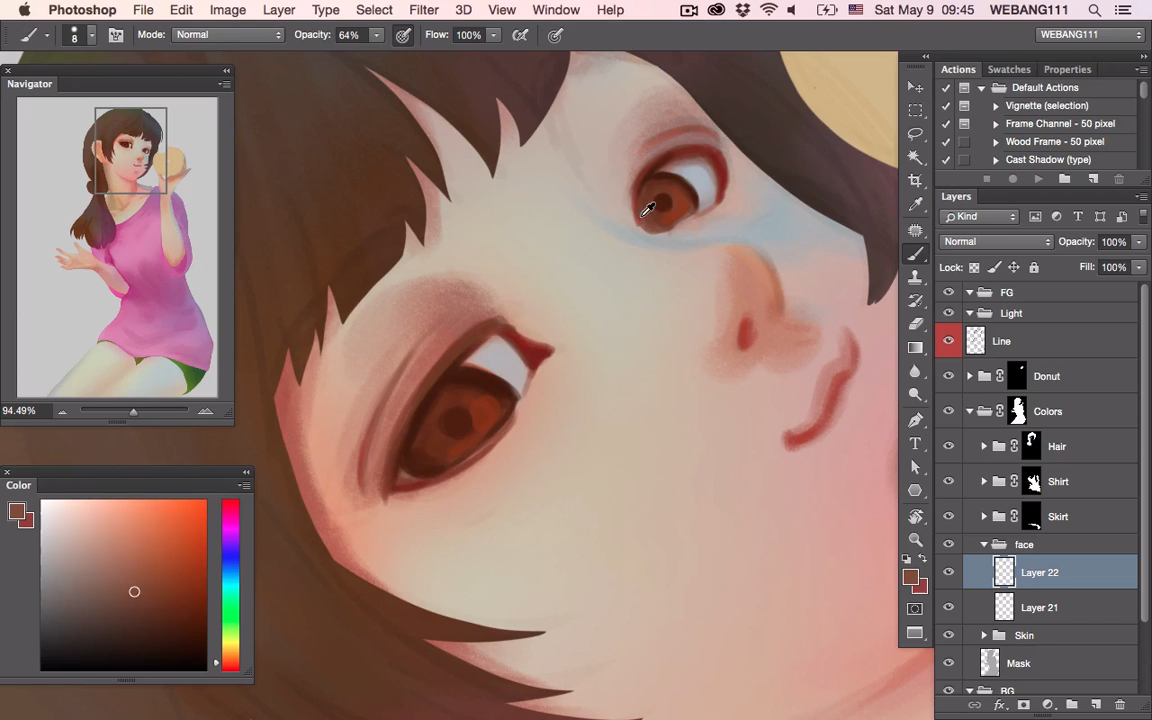 Photoshop File Edit Image Layer Type Select Filter 3D View Window Help Sat May 9 09:45 WEBANG111
8 Mode: Normal Opacity: 64% Flow: 100% WEBANG111
Navigator
94.49%
Color
Actions Swatches Properties
Default Actions
Vignette (selection)
Frame Channel - 50 pixel
Wood Frame - 50 pixel
Cast Shadow (type)
Layers
Kind
Normal Opacity: 100%
Lock: Fill: 100%
FG
Light
Line
Donut
Colors
Hair
Shirt
Skirt
face
Layer 22
Layer 21
Skin
Mask
BG